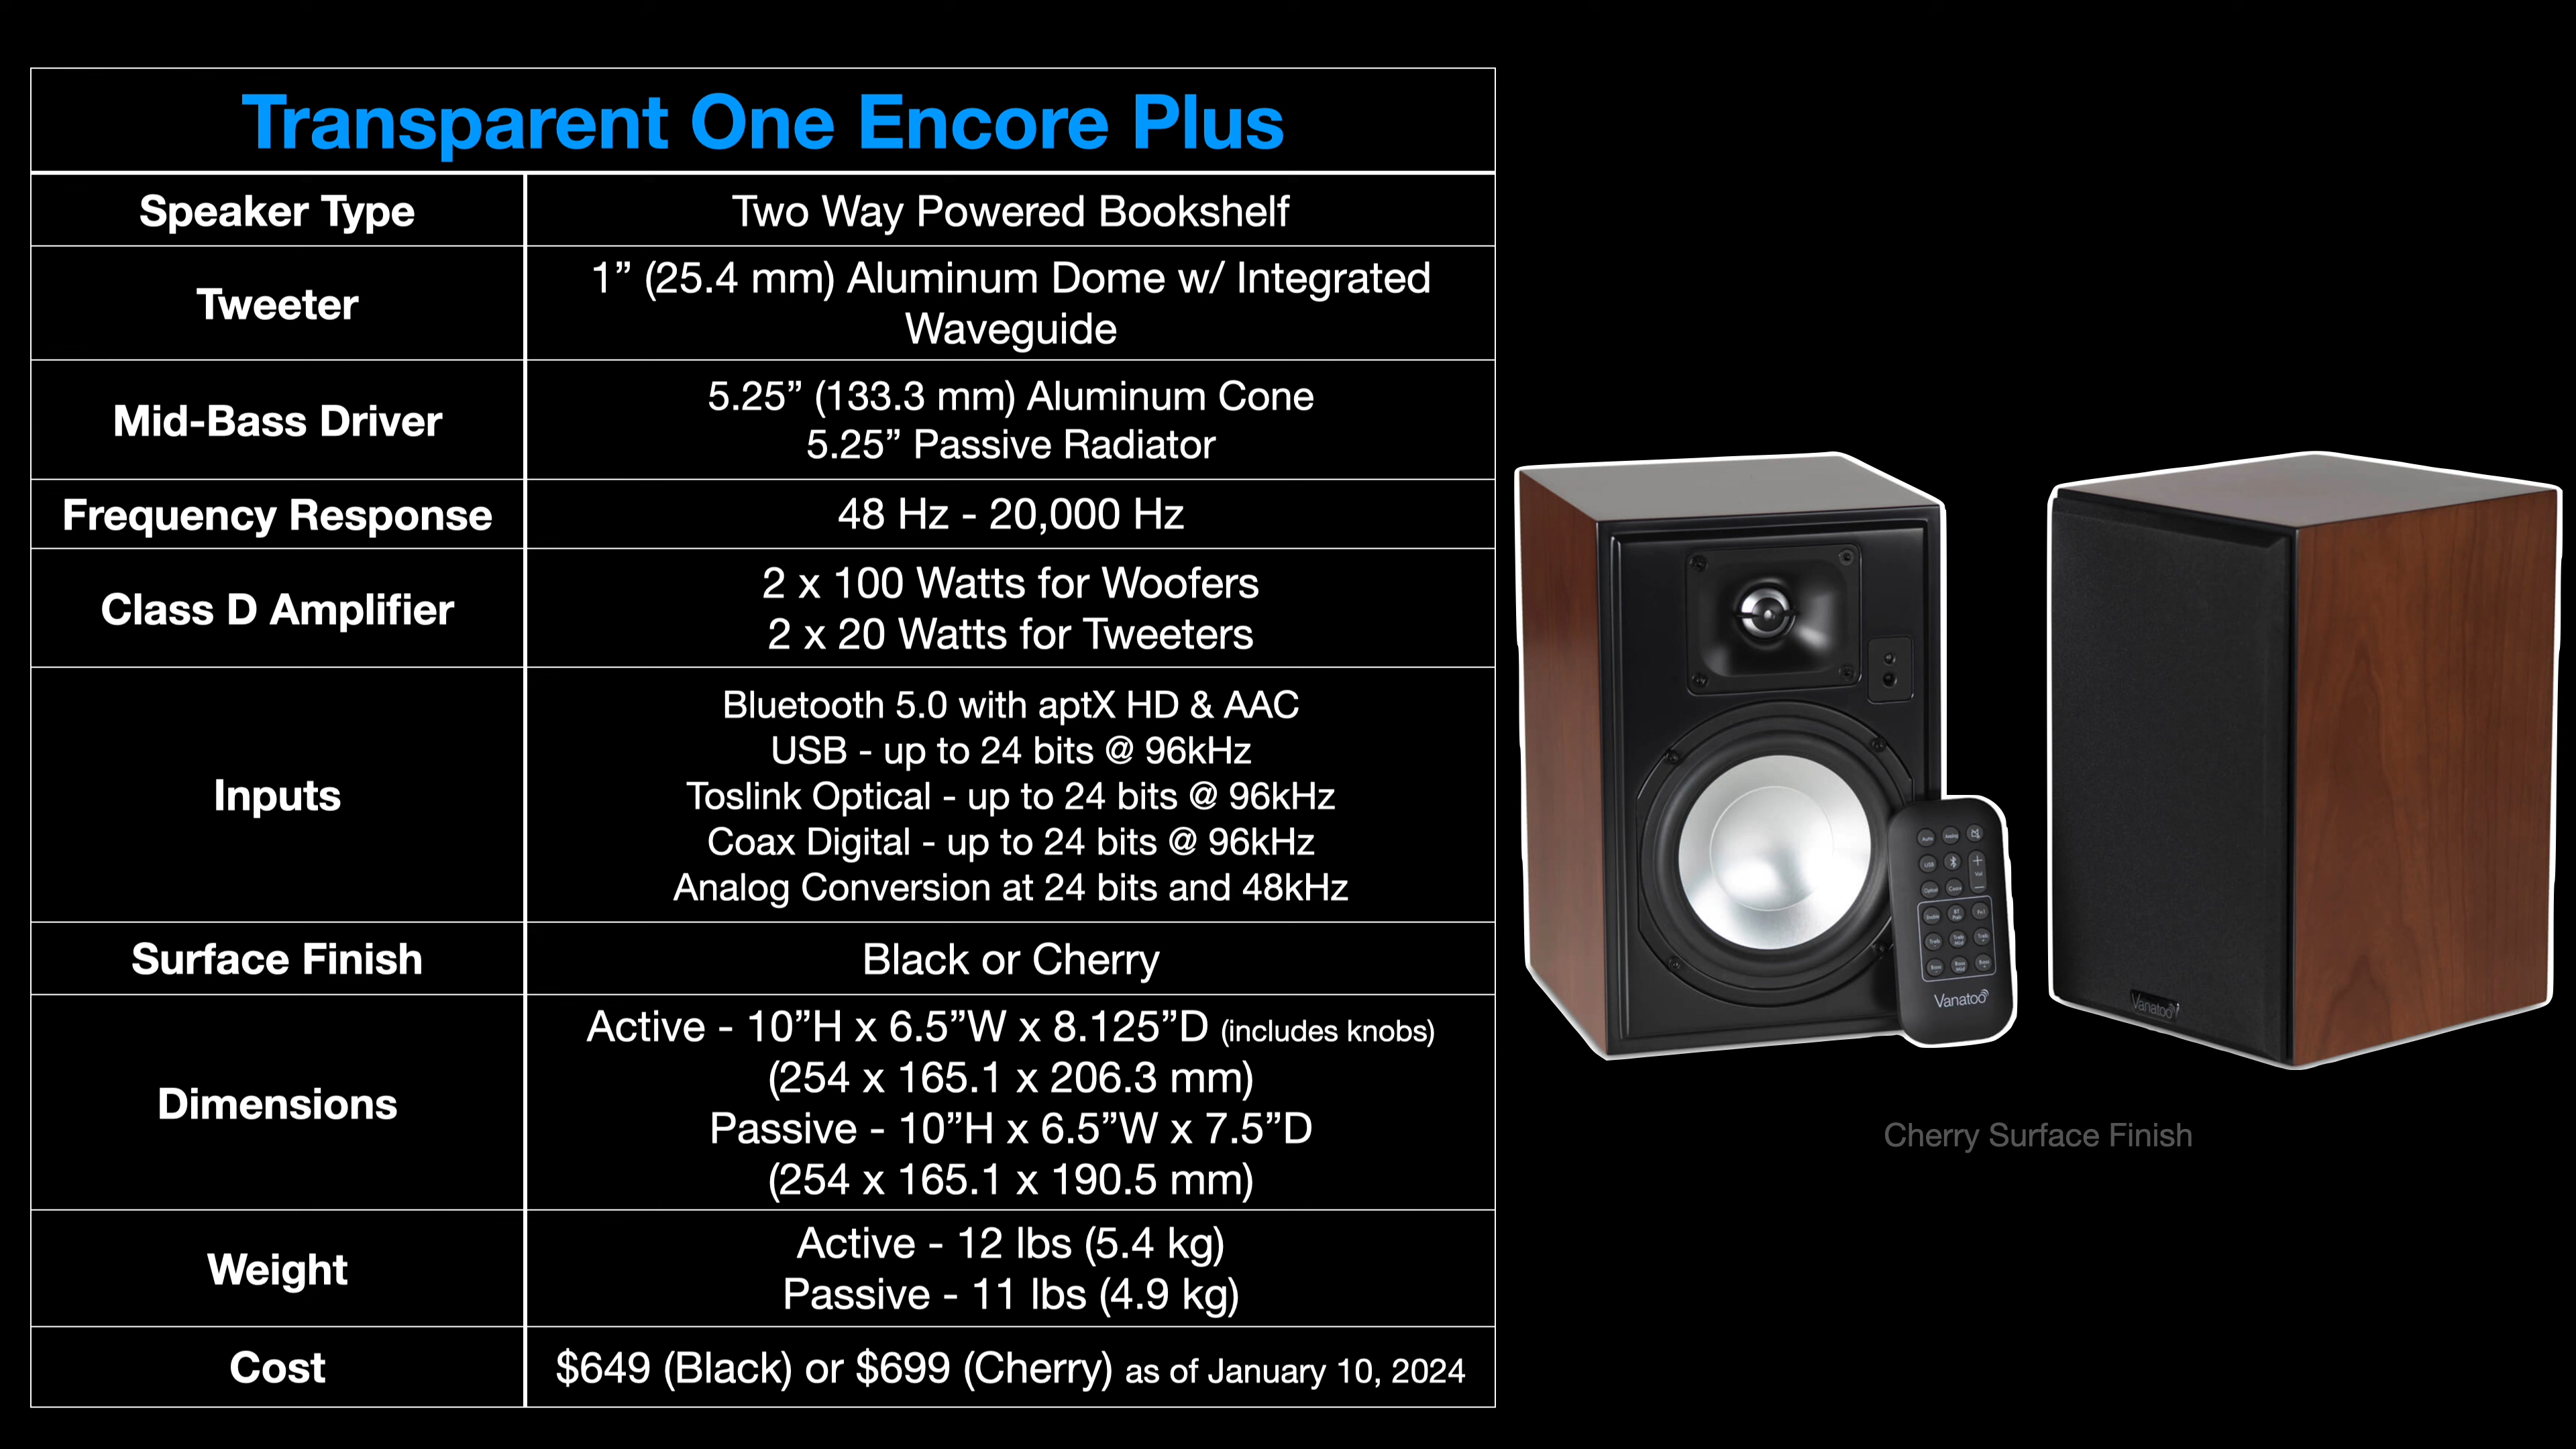 Transparent One Encore Plus
Speaker Type
Two Way Powered Bookshelf
Tweeter
1” (25.4 mm) Aluminum Dome w/ Integrated
Waveguide
Mid-Bass Driver
5.25” (133.3 mm) Aluminum Cone
5.25” Passive Radiator
Frequency Response
48 Hz - 20,000 Hz
Class D Amplifier
2 x 100 Watts for Woofers
2 x 20 Watts for Tweeters
Inputs
Bluetooth 5.0 with aptX HD & AAC
USB - up to 24 bits @ 96kHz
Toslink Optical - up to 24 bits @ 96kHz
Coax Digital - up to 24 bits @ 96kHz
Analog Conversion at 24 bits and 48kHz
Surface Finish
Black or Cherry
Dimensions
Active - 10”H x 6.5”W x 8.125”D (includes knobs)
(254 x 165.1 x 206.3 mm)
Passive - 10”H x 6.5”W x 7.5”D
(254 x 165.1 x 190.5 mm)
Weight
Active - 12 lbs (5.4 kg)
Passive - 11 lbs (4.9 kg)
Cost
$649 (Black) or $699 (Cherry) as of January 10, 2024
Auto
USB
Vol
Vanatoo
Vanatoo
Cherry Surface Finish